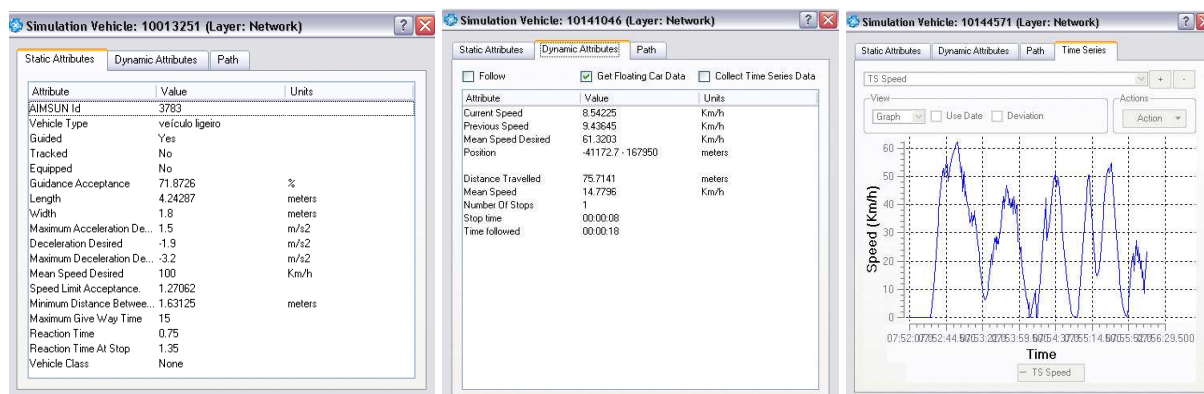 Simulation Vehicle: 10013251 (Layer: Network)
Static Attributes Dynamic Attributes Path
Attribute Value Units
AIMSUN Id 3783
Vehicle Type veículo ligeiro
Guided Yes
Tracked No
Equipped No
Guidance Acceptance 71.8726 %
Length 4.24287 meters
Width 1.8 meters
Maximum Acceleration De... 1.5 m/s2
Deceleration Desired -1.9 m/s2
Maximum Deceleration De... -3.2 m/s2
Mean Speed Desired 100 Km/h
Speed Limit Acceptance. 1.27062
Minimum Distance Betwee... 1.63125 meters
Maximum Give Way Time 15
Reaction Time 0.75
Reaction Time At Stop 1.35
Vehicle Class None
Simulation Vehicle: 10141046 (Layer: Network)
Static Attributes Dynamic Attributes Path
Follow Get Floating Car Data Collect Time Series Data
Attribute Value Units
Current Speed 8.54225 Km/h
Previous Speed 9.43645 Km/h
Mean Speed Desired 61.3203 Km/h
Position -41172.7 - 167950 meters
Distance Travelled 75.7141 meters
Mean Speed 14.7796 Km/h
Number Of Stops 1
Stop time 00:00:08
Time followed 00:00:18
Simulation Vehicle: 10144571 (Layer: Network)
Static Attributes Dynamic Attributes Path Time Series
TS Speed + -
View Actions
Graph Use Date Deviation Action
60
50
40
30
20
10
0
Speed (Km/h)
Time
TS Speed